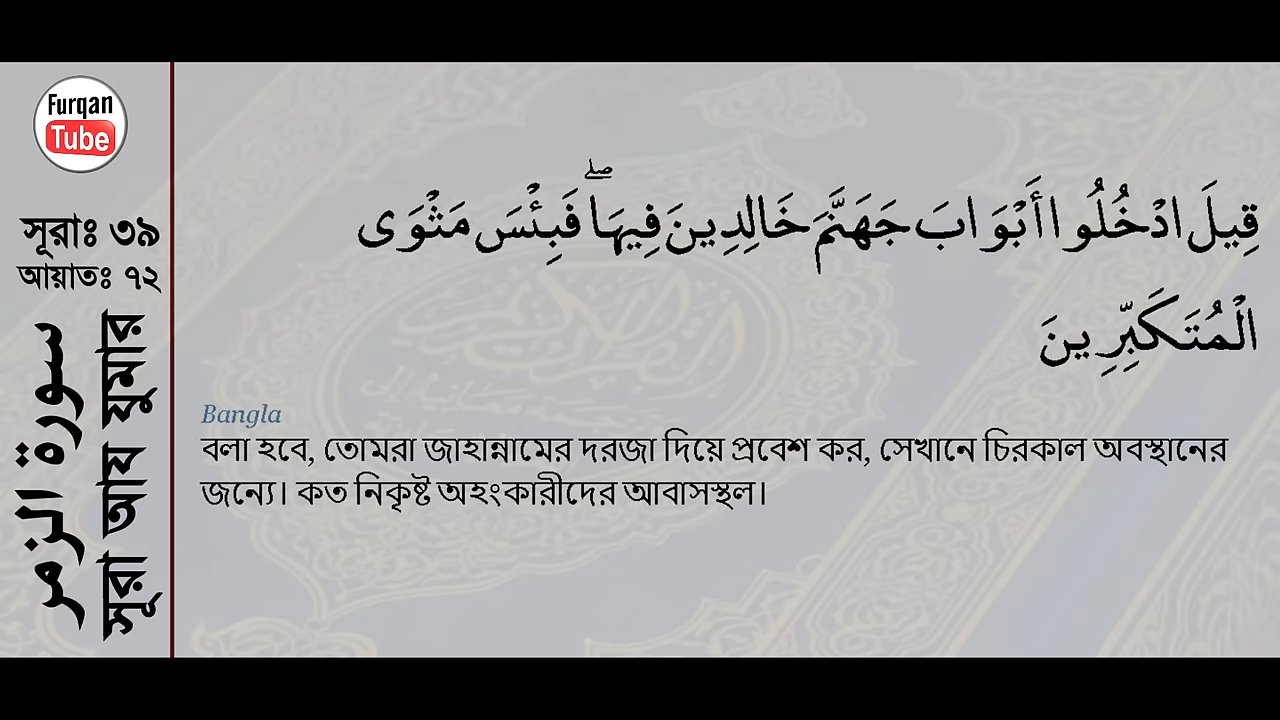 Furqan
Tube
সূরাঃ ৩৯
আয়াতঃ ৭২
سورة الزمر
সূরা আয যুমার
قِيلَ ادْخُلُوا أَبْوَابَ جَهَنَّمَ خَالِدِينَ فِيهَا ۖ فَبِئْسَ مَثْوَى
الْمُتَكَبِّرِينَ
Bangla
বলা হবে, তোমরা জাহান্নামের দরজা দিয়ে প্রবেশ কর, সেখানে চিরকাল অবস্থানের
জন্যে। কত নিকৃষ্ট অহংকারীদের আবাসস্থল।